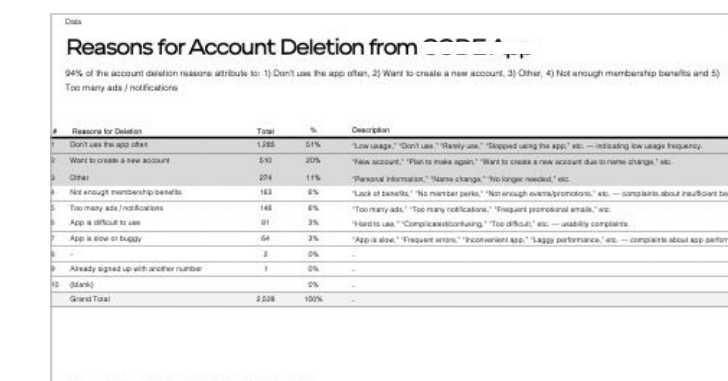 Data
Reasons for Account Deletion from
94% of the account deletion reasons attribute to: 1) Don't use the app often, 2) Want to create a new account, 3) Other, 4) Not enough membership benefits and 5)
Too many ads / notifications
# Reasons for Deletion Total % Description
1 Don't use the app often 1,285 51% "Low usage," "Don't use," "Rarely use," "Stopped using the app," etc. — indicating low usage frequency.
2 Want to create a new account 510 20% "New account," "Plan to make again," "Want to create a new account due to name change," etc.
3 Other 274 11% "Personal information," "Name change," "No longer needed," etc.
4 Not enough membership benefits 163 6% "Lack of benefits," "No member perks," "Not enough events/promotions," etc. — complaints about insufficient be
5 Too many ads / notifications 148 6% "Too many ads," "Too many notifications," "Frequent promotional emails," etc.
6 App is difficult to use 81 3% "Hard to use," "Complicated/confusing," "Too difficult," etc. — usability complaints.
7 App is slow or buggy 64 3% "App is slow," "Frequent errors," "Inconvenient app," "Laggy performance," etc. — complaints about app perfor
8 - 2 0% -
9 Already signed up with another number 1 0% -
10 (blank) 0% -
Grand Total 2,528 100% -